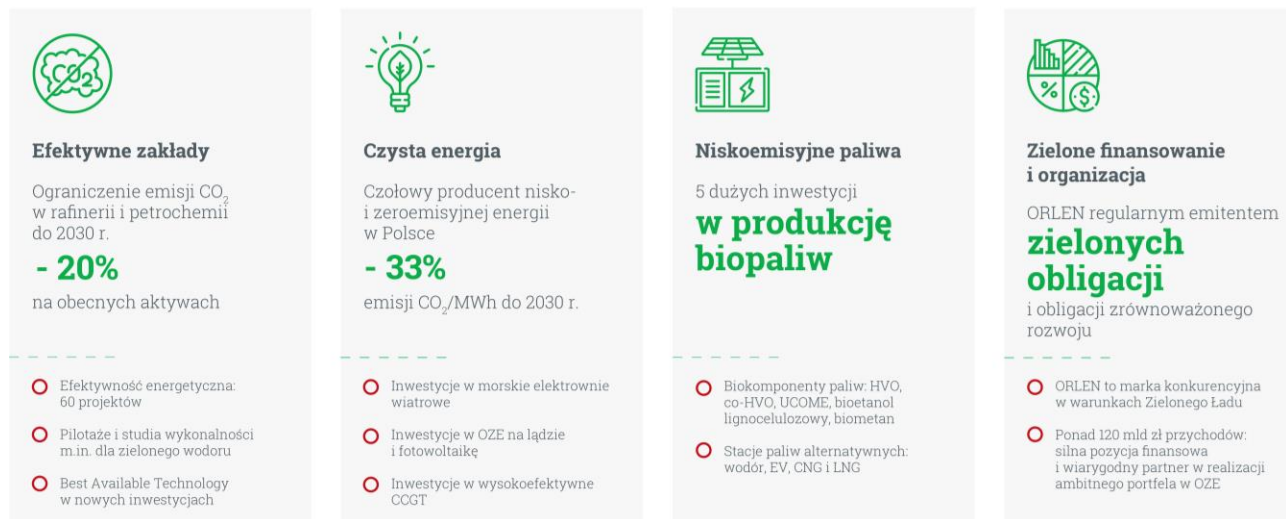 CO2
Efektywne zakłady
Ograniczenie emisji CO2
w rafinerii i petrochemii
do 2030 r.
- 20%
na obecnych aktywach
Efektywność energetyczna:
60 projektów
Pilotaże i studia wykonalności
m.in. dla zielonego wodoru
Best Available Technology
w nowych inwestycjach
Czysta energia
Czołowy producent nisko-
i zeroemisyjnej energii
w Polsce
- 33%
emisji CO2/MWh do 2030 r.
Inwestycje w morskie elektrownie
wiatrowe
Inwestycje w OZE na lądzie
i fotowoltaikę
Inwestycje w wysokoefektywne
CCGT
Niskoemisyjne paliwa
5 dużych inwestycji
w produkcję
biopaliw
Biokomponenty paliw: HVO,
co-HVO, UCOME, bioetanol
lignocelulozowy, biometan
Stacje paliw alternatywnych:
wodór, EV, CNG i LNG
%
$
Zielone finansowanie
i organizacja
ORLEN regularnym emitentem
zielonych
obligacji
i obligacji zrównoważonego
rozwoju
ORLEN to marka konkurencyjna
w warunkach Zielonego Ładu
Ponad 120 mld zł przychodów:
silna pozycja finansowa
i wiarygodny partner w realizacji
ambitnego portfela w OZE